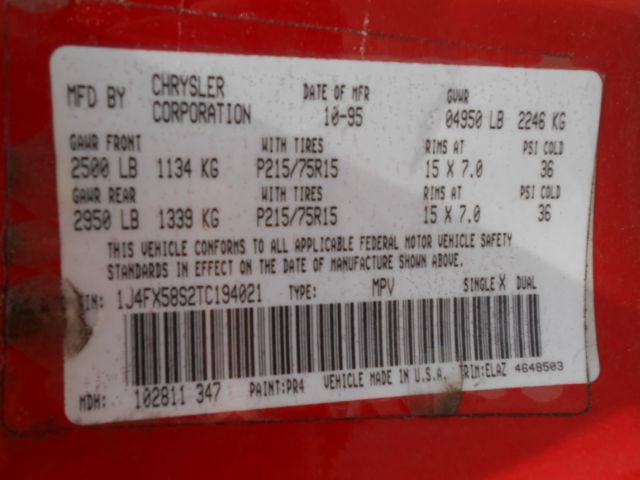 MFD BY CHRYSLER CORPORATION DATE OF MFR 10-95 GVWR 04950 LB 2246 KG
GAWR FRONT WITH TIRES RIMS AT PSI COLD
2500 LB 1134 KG P215/75R15 15 X 7.0 36
GAWR REAR WITH TIRES RIMS AT PSI COLD
2950 LB 1339 KG P215/75R15 15 X 7.0 36
THIS VEHICLE CONFORMS TO ALL APPLICABLE FEDERAL MOTOR VEHICLE SAFETY
STANDARDS IN EFFECT ON THE DATE OF MANUFACTURE SHOWN ABOVE.
IN: 1J4FX58S2TC194021 TYPE: MPV SINGLE X DUAL
MDH: 102811 347 PAINT:PR4 VEHICLE MADE IN U.S.A. TRIM:ELAZ 4648503